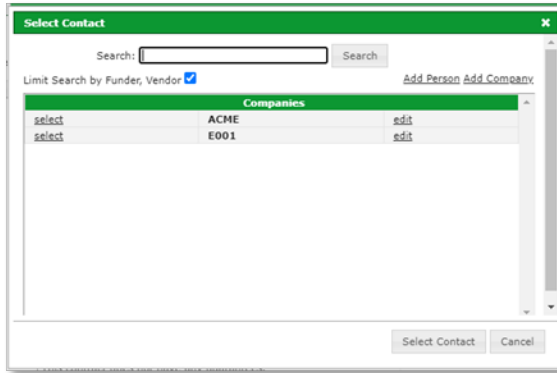 Select Contact
Search: Search
Limit Search by Funder, Vendor Add Person Add Company
Companies
select ACME edit
select E001 edit
Select Contact Cancel